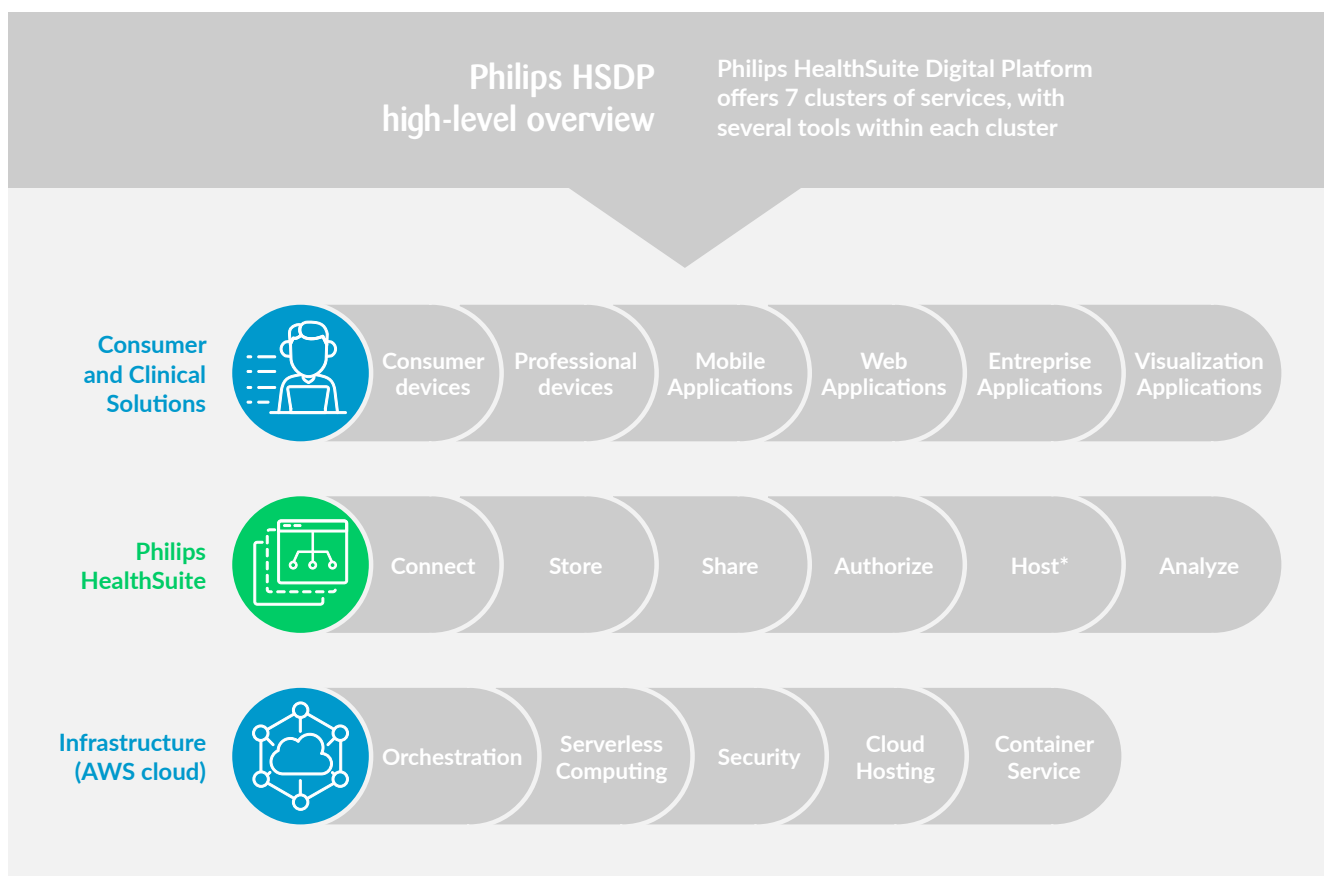 Philips HSDP
high-level overview
Philips HealthSuite Digital Platform
offers 7 clusters of services, with
several tools within each cluster
Consumer
and Clinical
Solutions
Consumer
devices
Professional
devices
Mobile
Applications
Web
Applications
Entreprise
Applications
Visualization
Applications
Philips
HealthSuite
Connect
Store
Share
Authorize
Host*
Analyze
Infrastructure
(AWS cloud)
Orchestration
Serverless
Computing
Security
Cloud
Hosting
Container
Service